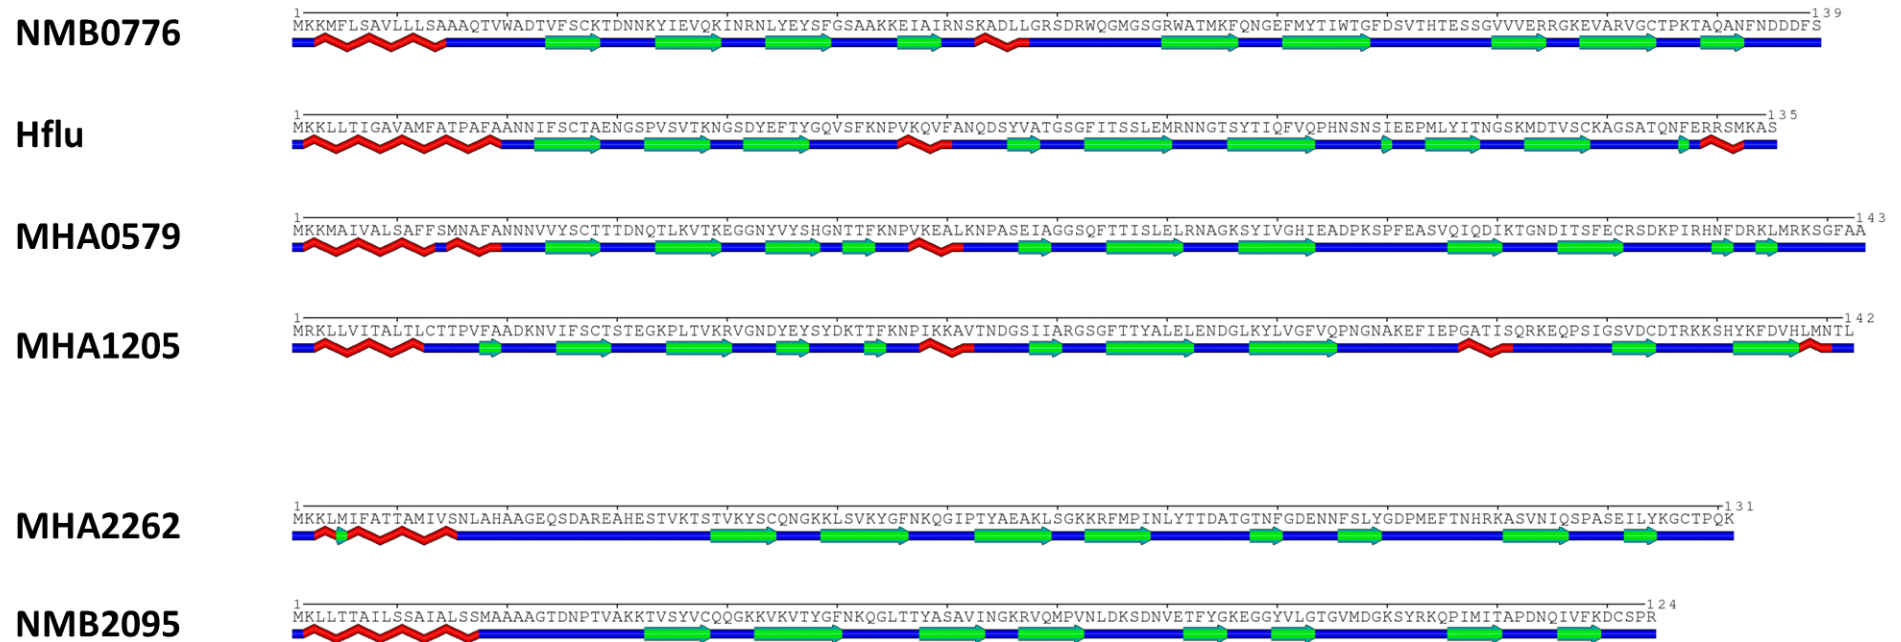 1 139
NMB0776 MKKMFLSAVLLLSAAAQTVWADTVFSCKTDNNKYIEVQKINRNLYEYSFGSAAKKEIAIRNSKADLLGRSDRWQGMGSGRWATMKFQNGEFMYTIWTGFDSVTHTESSGVVVERRGKEVARVGCTPKTAQANFNDDDFS
1 135
Hflu MKKLLTIGAVAMFATPAFAANNIFSCTAENGSPVSVTKNGSDYEFTYGQVSFKNPVKQVFANQDSYVATGSGFITSSLEMRNNGTSYTIQFVQPHNSNSIEEPMLYITNGSKMDTVSCKAGSATQNFERRSMKAS
1 143
MHA0579 MKKMAIVALSAFFSMNAFANNNVVYSCTTTDNQTLKVTKEGGNYVYSHGNTTFKNPVKEALKNPASEIAGGSQFTTISLELRNAGKSYIVGHIEADPKSPFEASVQIQDIKTGNDITSFECRSDKPIRHNFDRKLMRKSGFAA
1 142
MHA1205 MRKLLVITALTLCTTPVFAADKNVIFSCTSTEGKPLTVKRVGNDYEYSYDKTTFKNPIKKAVTNDGSIIARGSGFTTYALELENDGLKYLVGFVQPNGNAKEFIEPGATISQRKEQPSIGSVDCDTRKKSHYKFDVHLMNTL
1 131
MHA2262 MKKLMIFATTAMIVSNLAHAAGEQSDAREAHESTVKTSTVKYSCQNGKKLSVKYGFNKQGIPTYAEAKLSGKKRFMPINLYTTDATGTNFGDENNFSLYGDPMEFTNHRKASVNIQSPASEILYKGCTPQK
1 124
NMB2095 MKLLTTAILSSAIALSSMAAAAGTDNPTVAKKTVSYVCQQGKKVKVTYGFNKQGLTTYASAVINGKRVQMPVNLDKSDNVETFYGKEGGYVLGTGVMDGKSYRKQPIMITAPDNQIVFKDCSPR